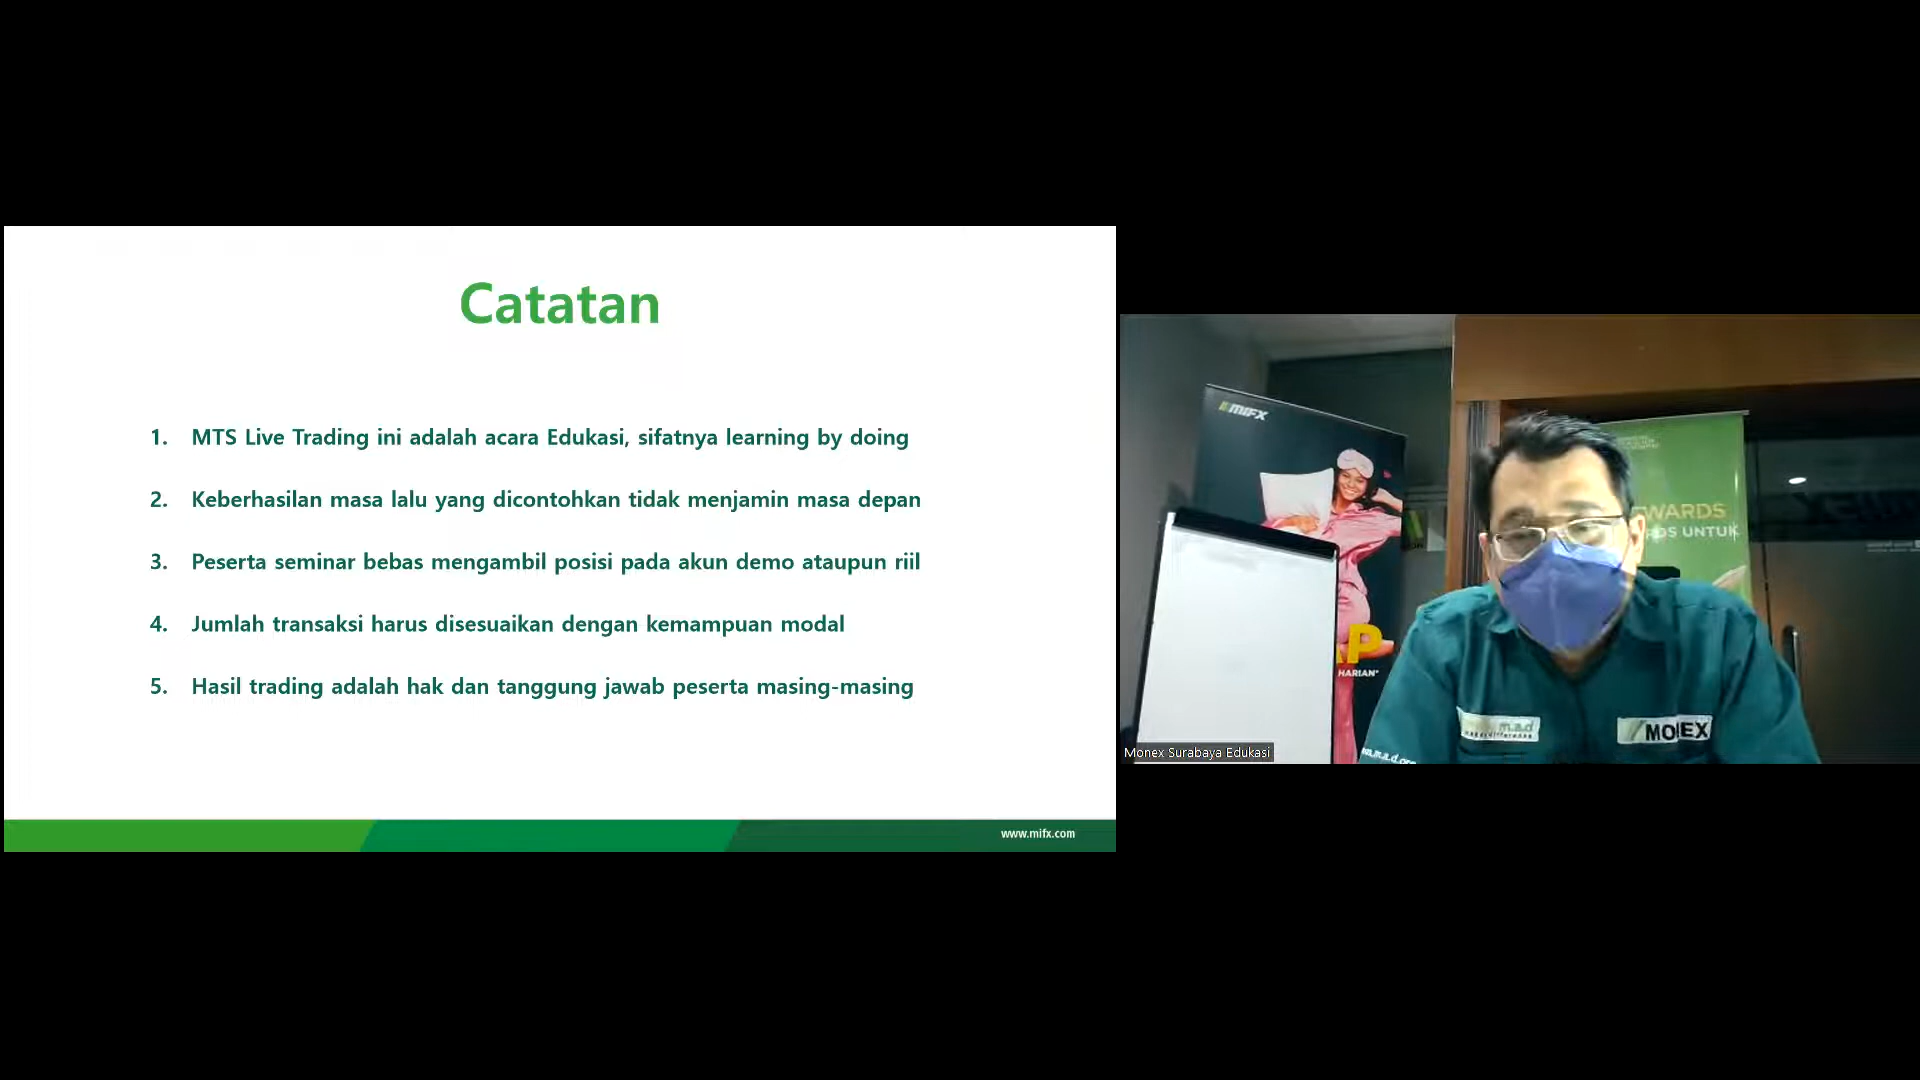 Catatan
1. MTS Live Trading ini adalah acara Edukasi, sifatnya learning by doing
2. Keberhasilan masa lalu yang dicontohkan tidak menjamin masa depan
3. Peserta seminar bebas mengambil posisi pada akun demo ataupun riil
4. Jumlah transaksi harus disesuaikan dengan kemampuan modal
5. Hasil trading adalah hak dan tanggung jawab peserta masing-masing
www.mifx.com
MIFX
WARDS
UNTUK
HARIAN*
m.a.d
MONEX
Monex Surabaya Edukasi